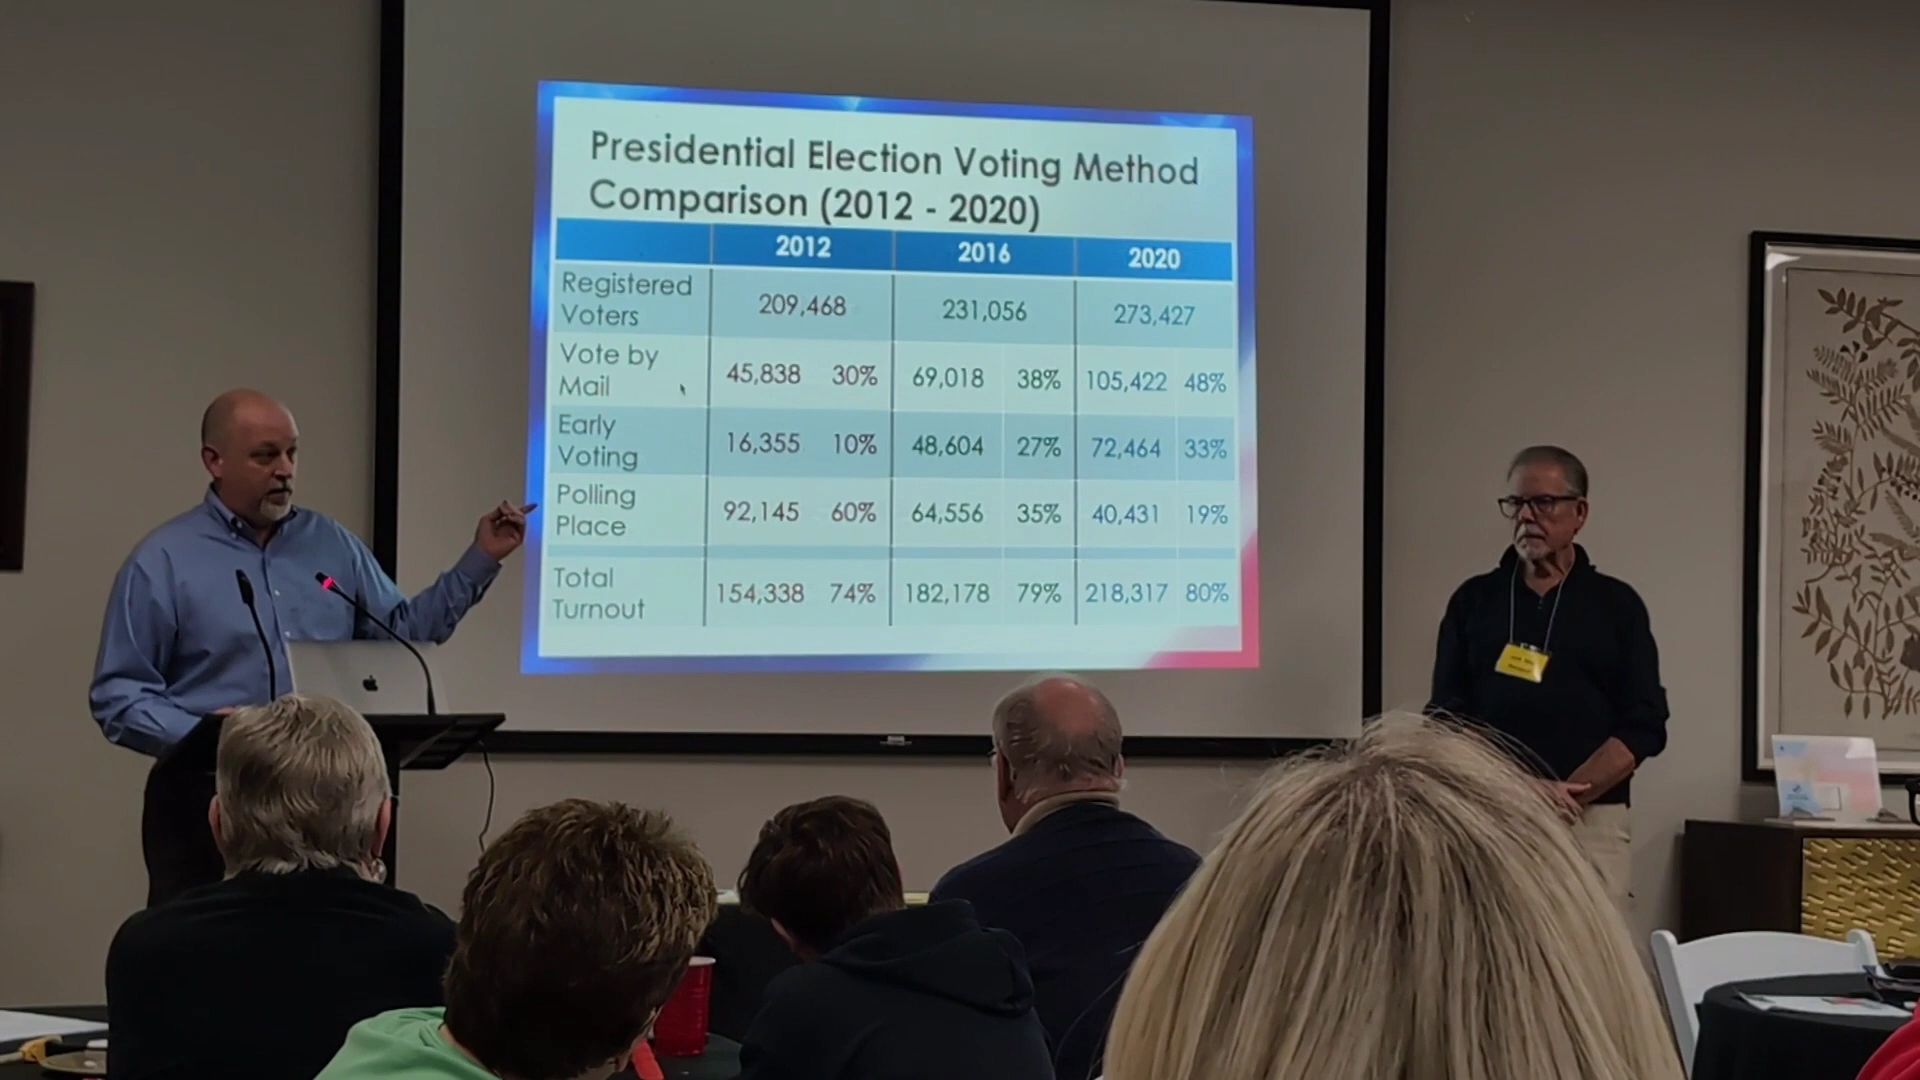 Presidential Election Voting Method
Comparison (2012 - 2020)
2012 2016 2020
Registered
Voters
209,468 231,056 273,427
Vote by
Mail
45,838 30% 69,018 38% 105,422 48%
Early
Voting
16,355 10% 48,604 27% 72,464 33%
Polling
Place
92,145 60% 64,556 35% 40,431 19%
Total
Turnout
154,338 74% 182,178 79% 218,317 80%